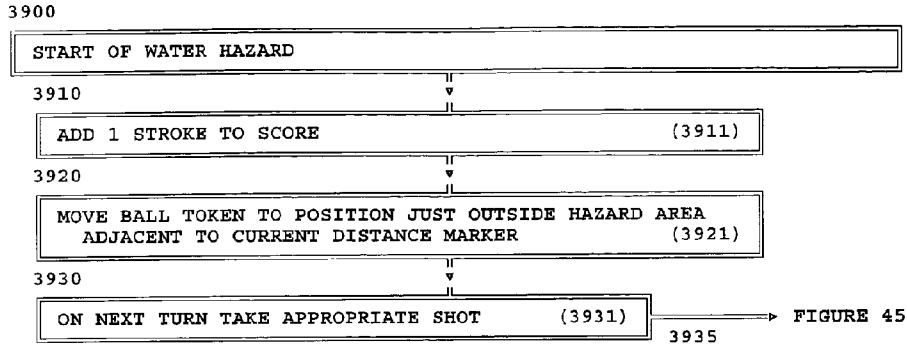 3900
START OF WATER HAZARD
3910
ADD 1 STROKE TO SCORE (3911)
3920
MOVE BALL TOKEN TO POSITION JUST OUTSIDE HAZARD AREA
ADJACENT TO CURRENT DISTANCE MARKER (3921)
3930
ON NEXT TURN TAKE APPROPRIATE SHOT (3931)
FIGURE 45
3935